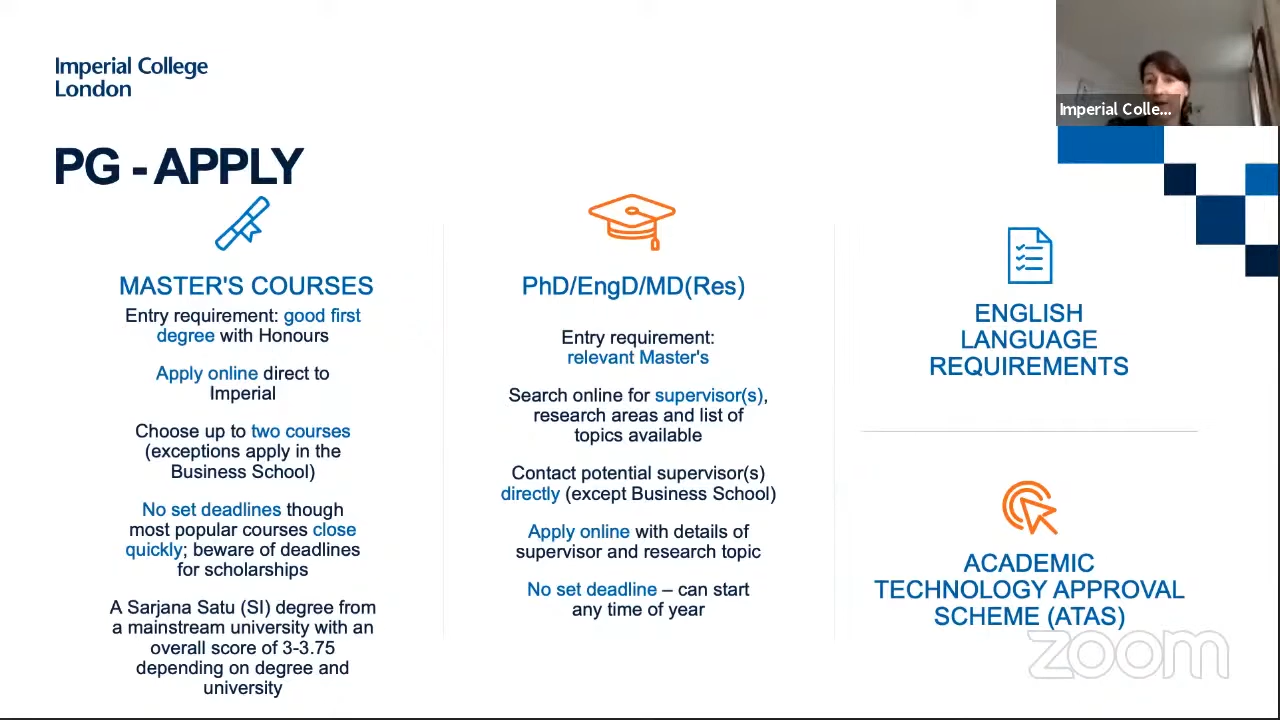 Imperial College
London
Imperial Colle...
PG - APPLY
MASTER'S COURSES
Entry requirement: good first
degree with Honours
Apply online direct to
Imperial
Choose up to two courses
(exceptions apply in the
Business School)
No set deadlines though
most popular courses close
quickly; beware of deadlines
for scholarships
A Sarjana Satu (SI) degree from
a mainstream university with an
overall score of 3-3.75
depending on degree and
university
PhD/EngD/MD(Res)
Entry requirement:
relevant Master's
Search online for supervisor(s),
research areas and list of
topics available
Contact potential supervisor(s)
directly (except Business School)
Apply online with details of
supervisor and research topic
No set deadline – can start
any time of year
ENGLISH
LANGUAGE
REQUIREMENTS
ACADEMIC
TECHNOLOGY APPROVAL
SCHEME (ATAS)
zoom